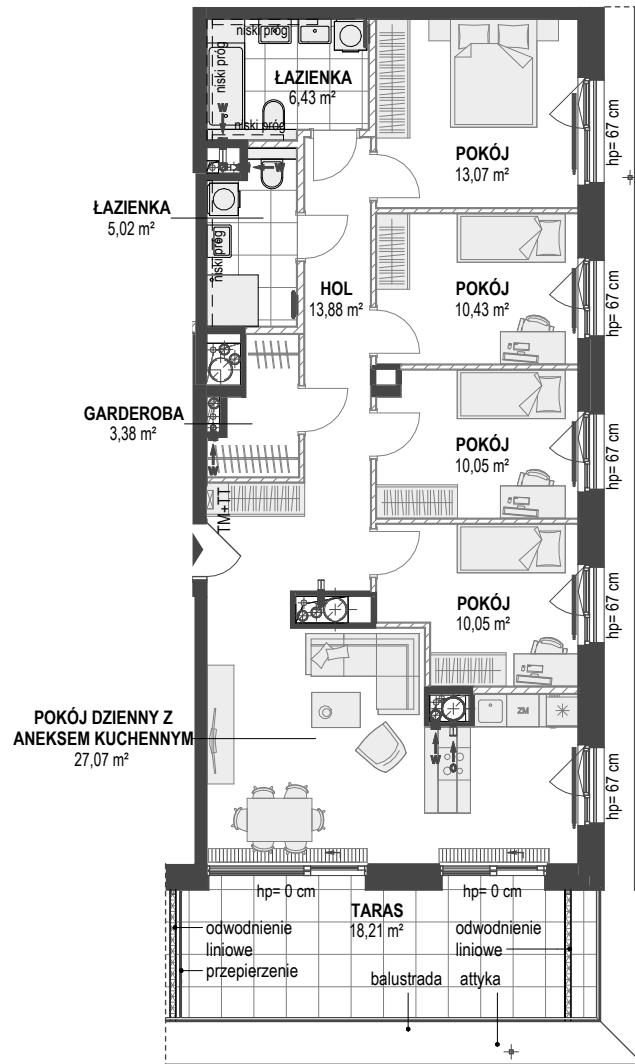 niski próg
niski próg
ŁAZIENKA
6,43 m²
niski próg
W
W
POKÓJ
13,07 m²
hp= 67 cm
ŁAZIENKA
5,02 m²
niski próg
HOL
13,88 m²
POKÓJ
10,43 m²
hp= 67 cm
GARDEROBA
3,38 m²
W
POKÓJ
10,05 m²
hp= 67 cm
TM+TT
POKÓJ
10,05 m²
hp= 67 cm
POKÓJ DZIENNY Z
ANEKSEM KUCHENNYM
27,07 m²
ZM
W
O
hp= 67 cm
hp= 0 cm
hp= 0 cm
TARAS
18,21 m²
odwodnienie
liniowe
przepierzenie
odwodnienie
liniowe
balustrada
attyka